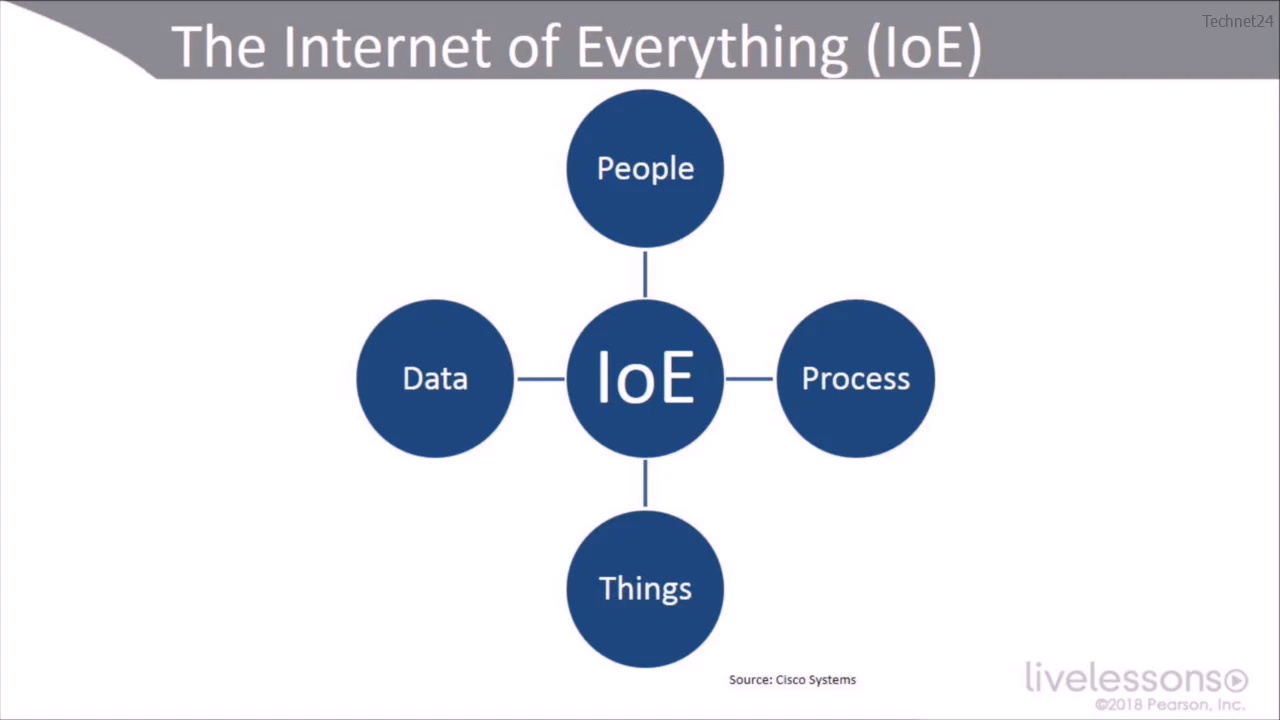 Technet24
The Internet of Everything (IoE)
People
Data
IoE
Process
Things
Source: Cisco Systems
livelessons
©2018 Pearson, Inc.